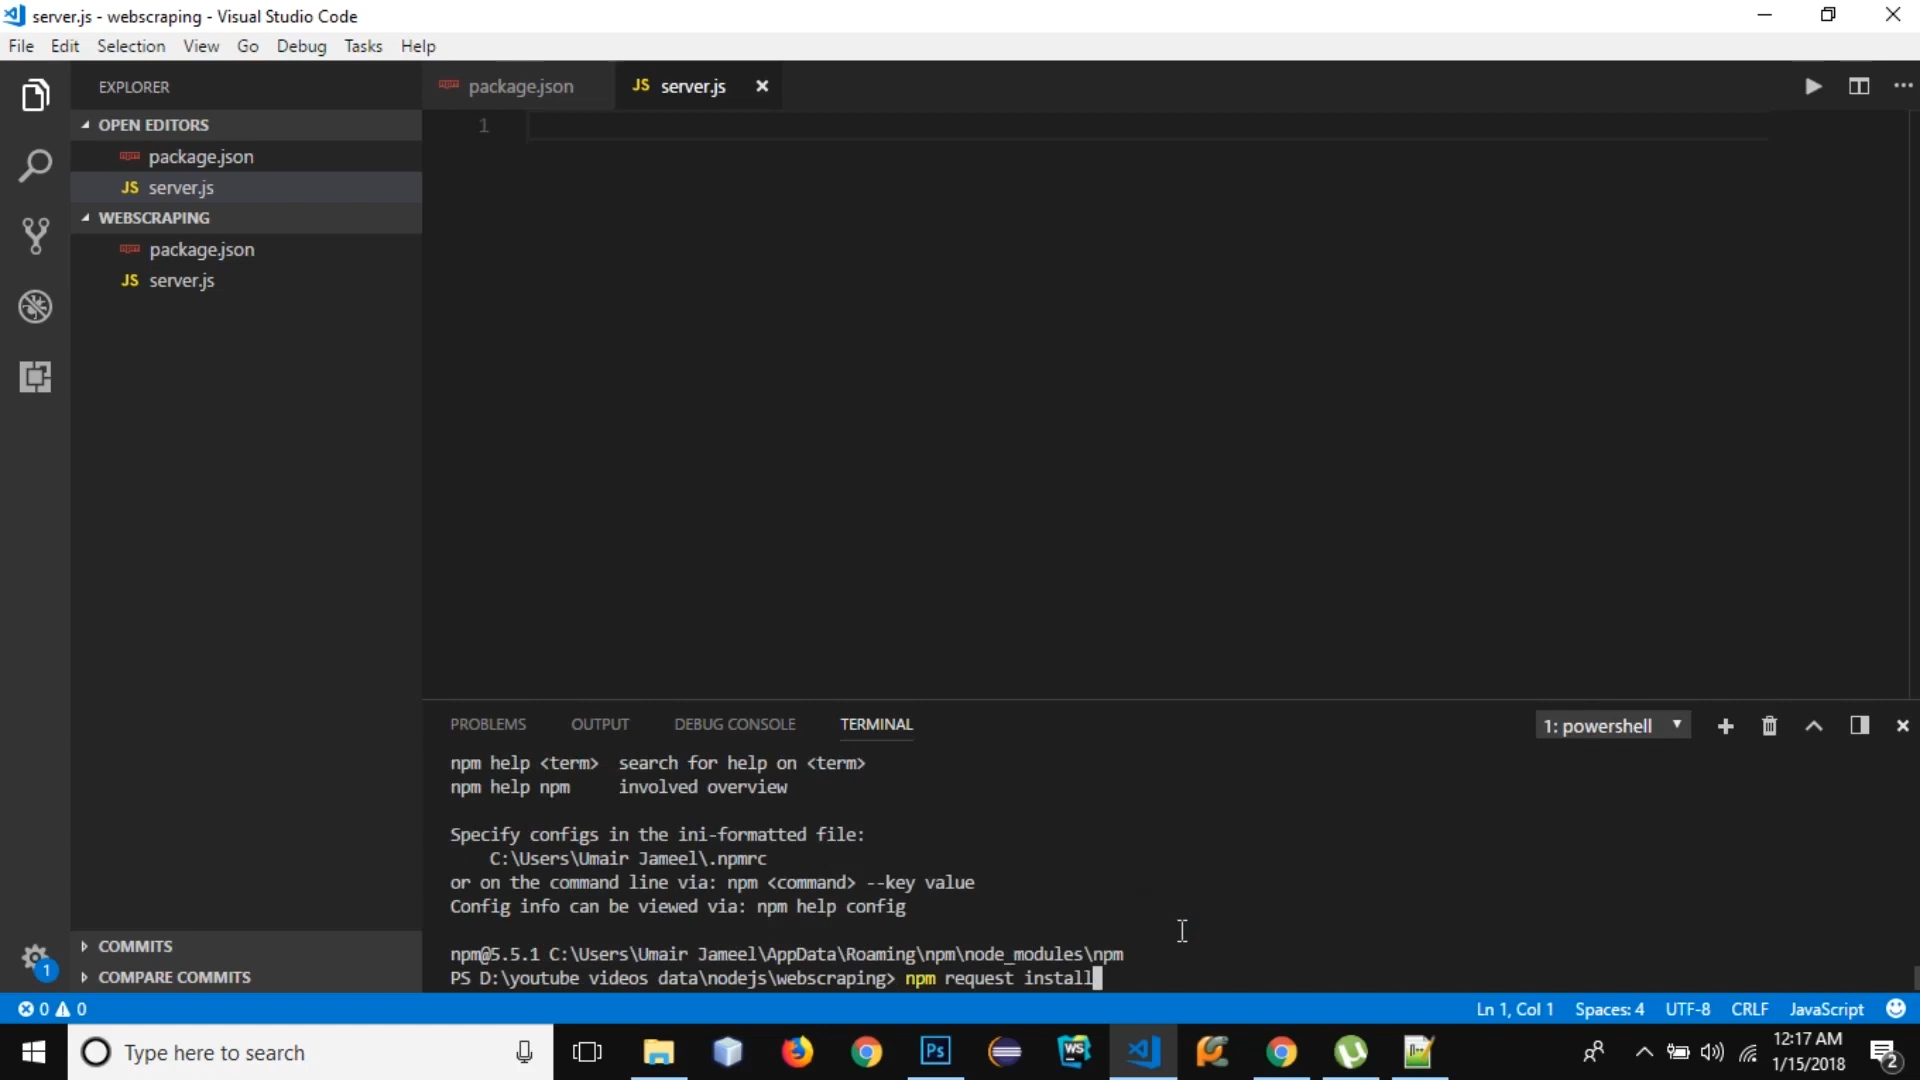 server.js - webscraping - Visual Studio Code
File Edit Selection View Go Debug Tasks Help
EXPLORER
OPEN EDITORS
package.json
JS server.js
WEBSCRAPING
package.json
JS server.js
COMMITS
COMPARE COMMITS
package.json JS server.js
1
PROBLEMS OUTPUT DEBUG CONSOLE TERMINAL 1: powershell
npm help <term>  search for help on <term>
npm help npm     involved overview
Specify configs in the ini-formatted file:
    C:\Users\Umair Jameel\.npmrc
or on the command line via: npm <command> --key value
Config info can be viewed via: npm help config
npm@5.5.1 C:\Users\Umair Jameel\AppData\Roaming\npm\node_modules\npm
PS D:\youtube videos data\nodejs\webscraping> npm request install
1
0 0 Ln 1, Col 1 Spaces: 4 UTF-8 CRLF JavaScript
Type here to search
Ps
WS
12:17 AM
1/15/2018
2